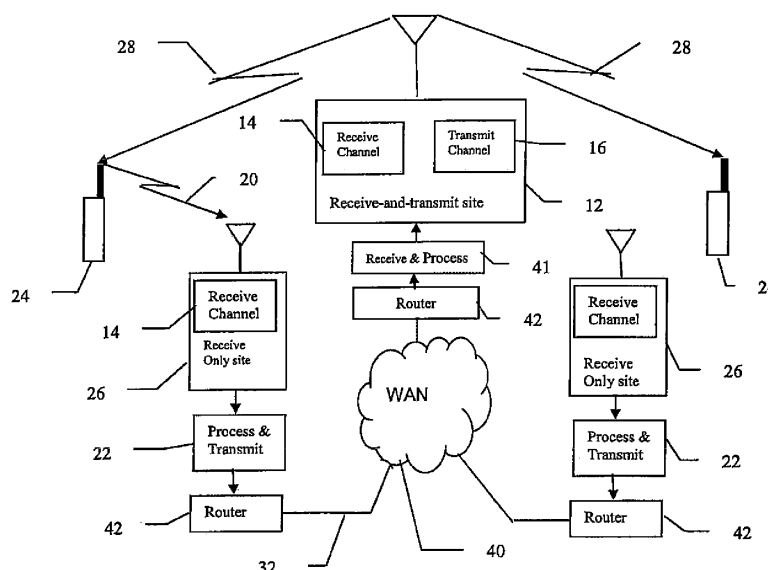 28
28
14
Receive
Channel
Transmit
Channel
16
20
Receive-and-transmit site
12
24
Receive & Process
41
Receive
Channel
14
Router
42
Receive
Channel
Receive
Only site
26
WAN
Receive
Only site
26
22
Process &
Transmit
Process &
Transmit
22
42
Router
32
40
Router
42